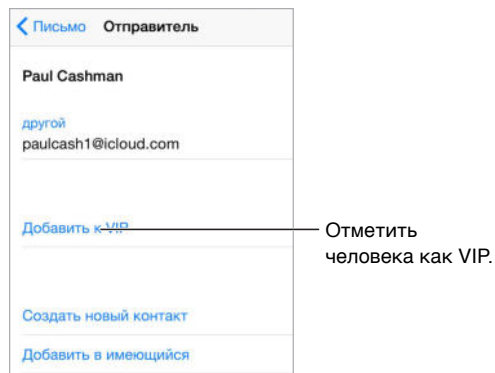 Письмо Отправитель
Paul Cashman
другой
paulcash1@icloud.com
Добавить к VIP
Отметить
человека как VIP.
Создать новый контакт
Добавить в имеющийся